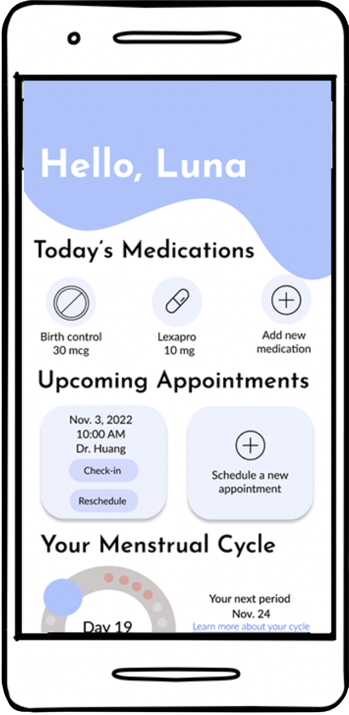 Hello, Luna
Today's Medications
Birth control
30 mcg
Lexapro
10 mg
Add new
medication
Upcoming Appointments
Nov. 3, 2022
10:00 AM
Dr. Huang
Check-in
Reschedule
Schedule a new
appointment
Your Menstrual Cycle
Day 19
Your next period
Nov. 24
Learn more about your cycle